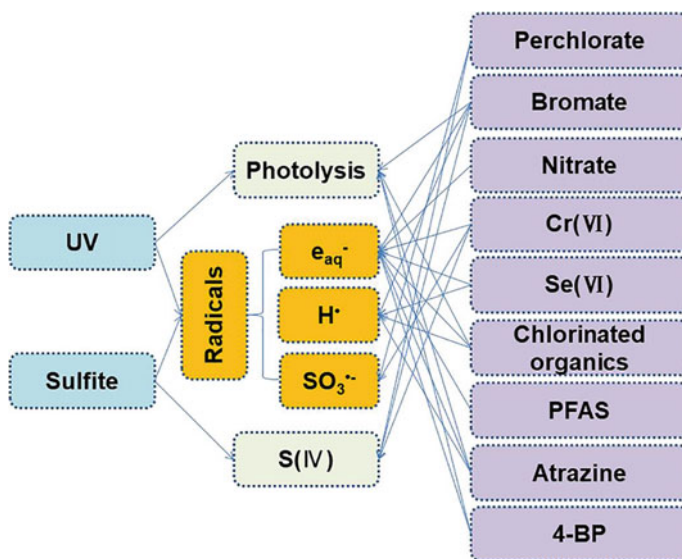 UV
Sulfite
Photolysis
Radicals
eaq-
H•
SO3•-
S(Ⅳ)
Perchlorate
Bromate
Nitrate
Cr(Ⅵ)
Se(Ⅵ)
Chlorinated
organics
PFAS
Atrazine
4-BP